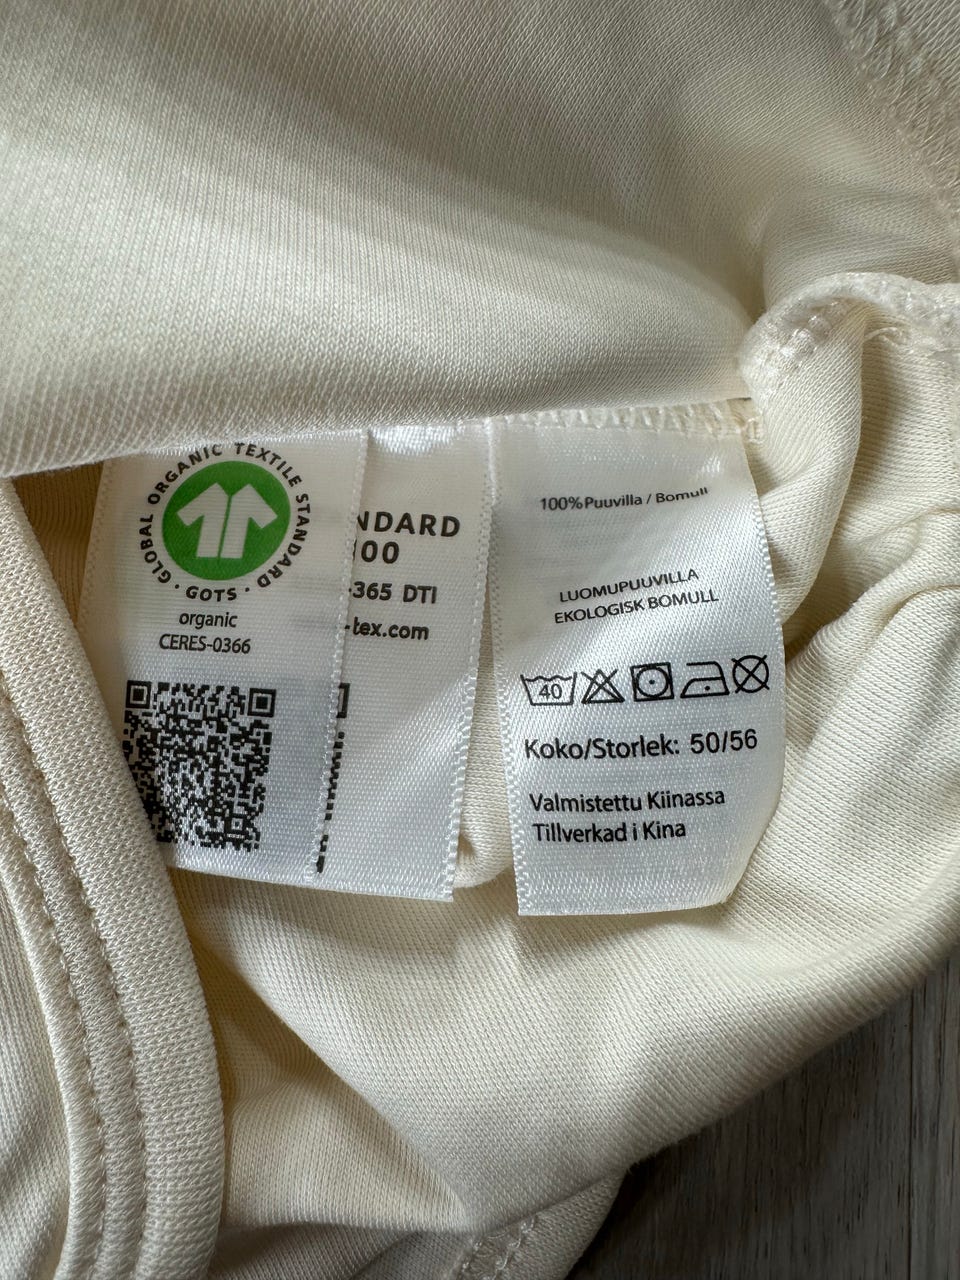 GLOBAL ORGANIC TEXTILE STANDARD · GOTS ·
organic
CERES-0366
NDARD
00
-365 DTI
-tex.com
100% Puuvilla / Bomull
LUOMUPUUVILLA
EKOLOGISK BOMULL
40
Koko/Storlek: 50/56
Valmistettu Kiinassa
Tillverkad i Kina